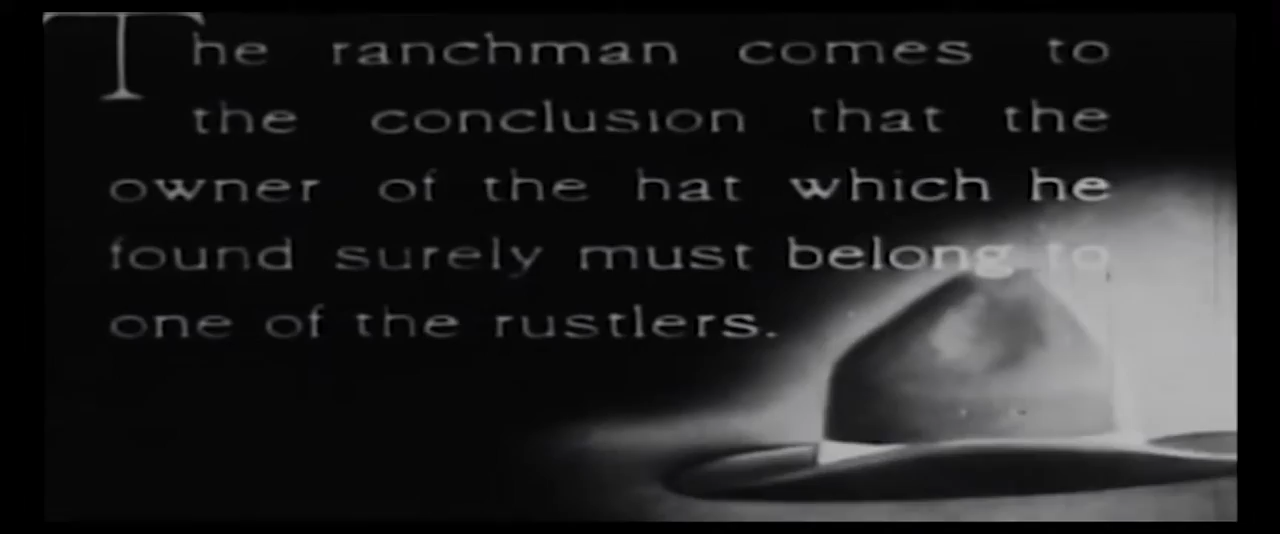 The ranchman comes to
the conclusion that the
owner of the hat which he
found surely must belong to
one of the rustlers.